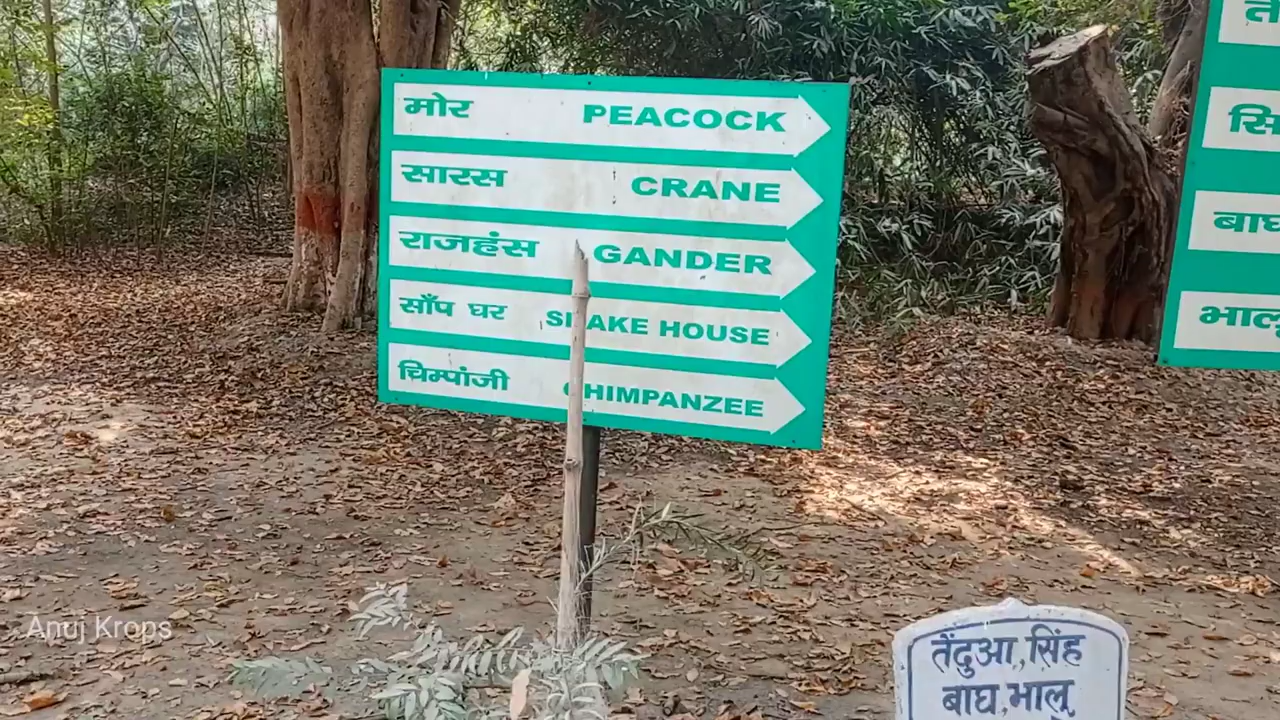 मोर PEACOCK
सारस CRANE
राजहंस GANDER
साँप घर SNAKE HOUSE
चिम्पांजी CHIMPANZEE
बाघ
भालू
तेंदुआ, सिंह
बाघ, भालू
Anuj Krops